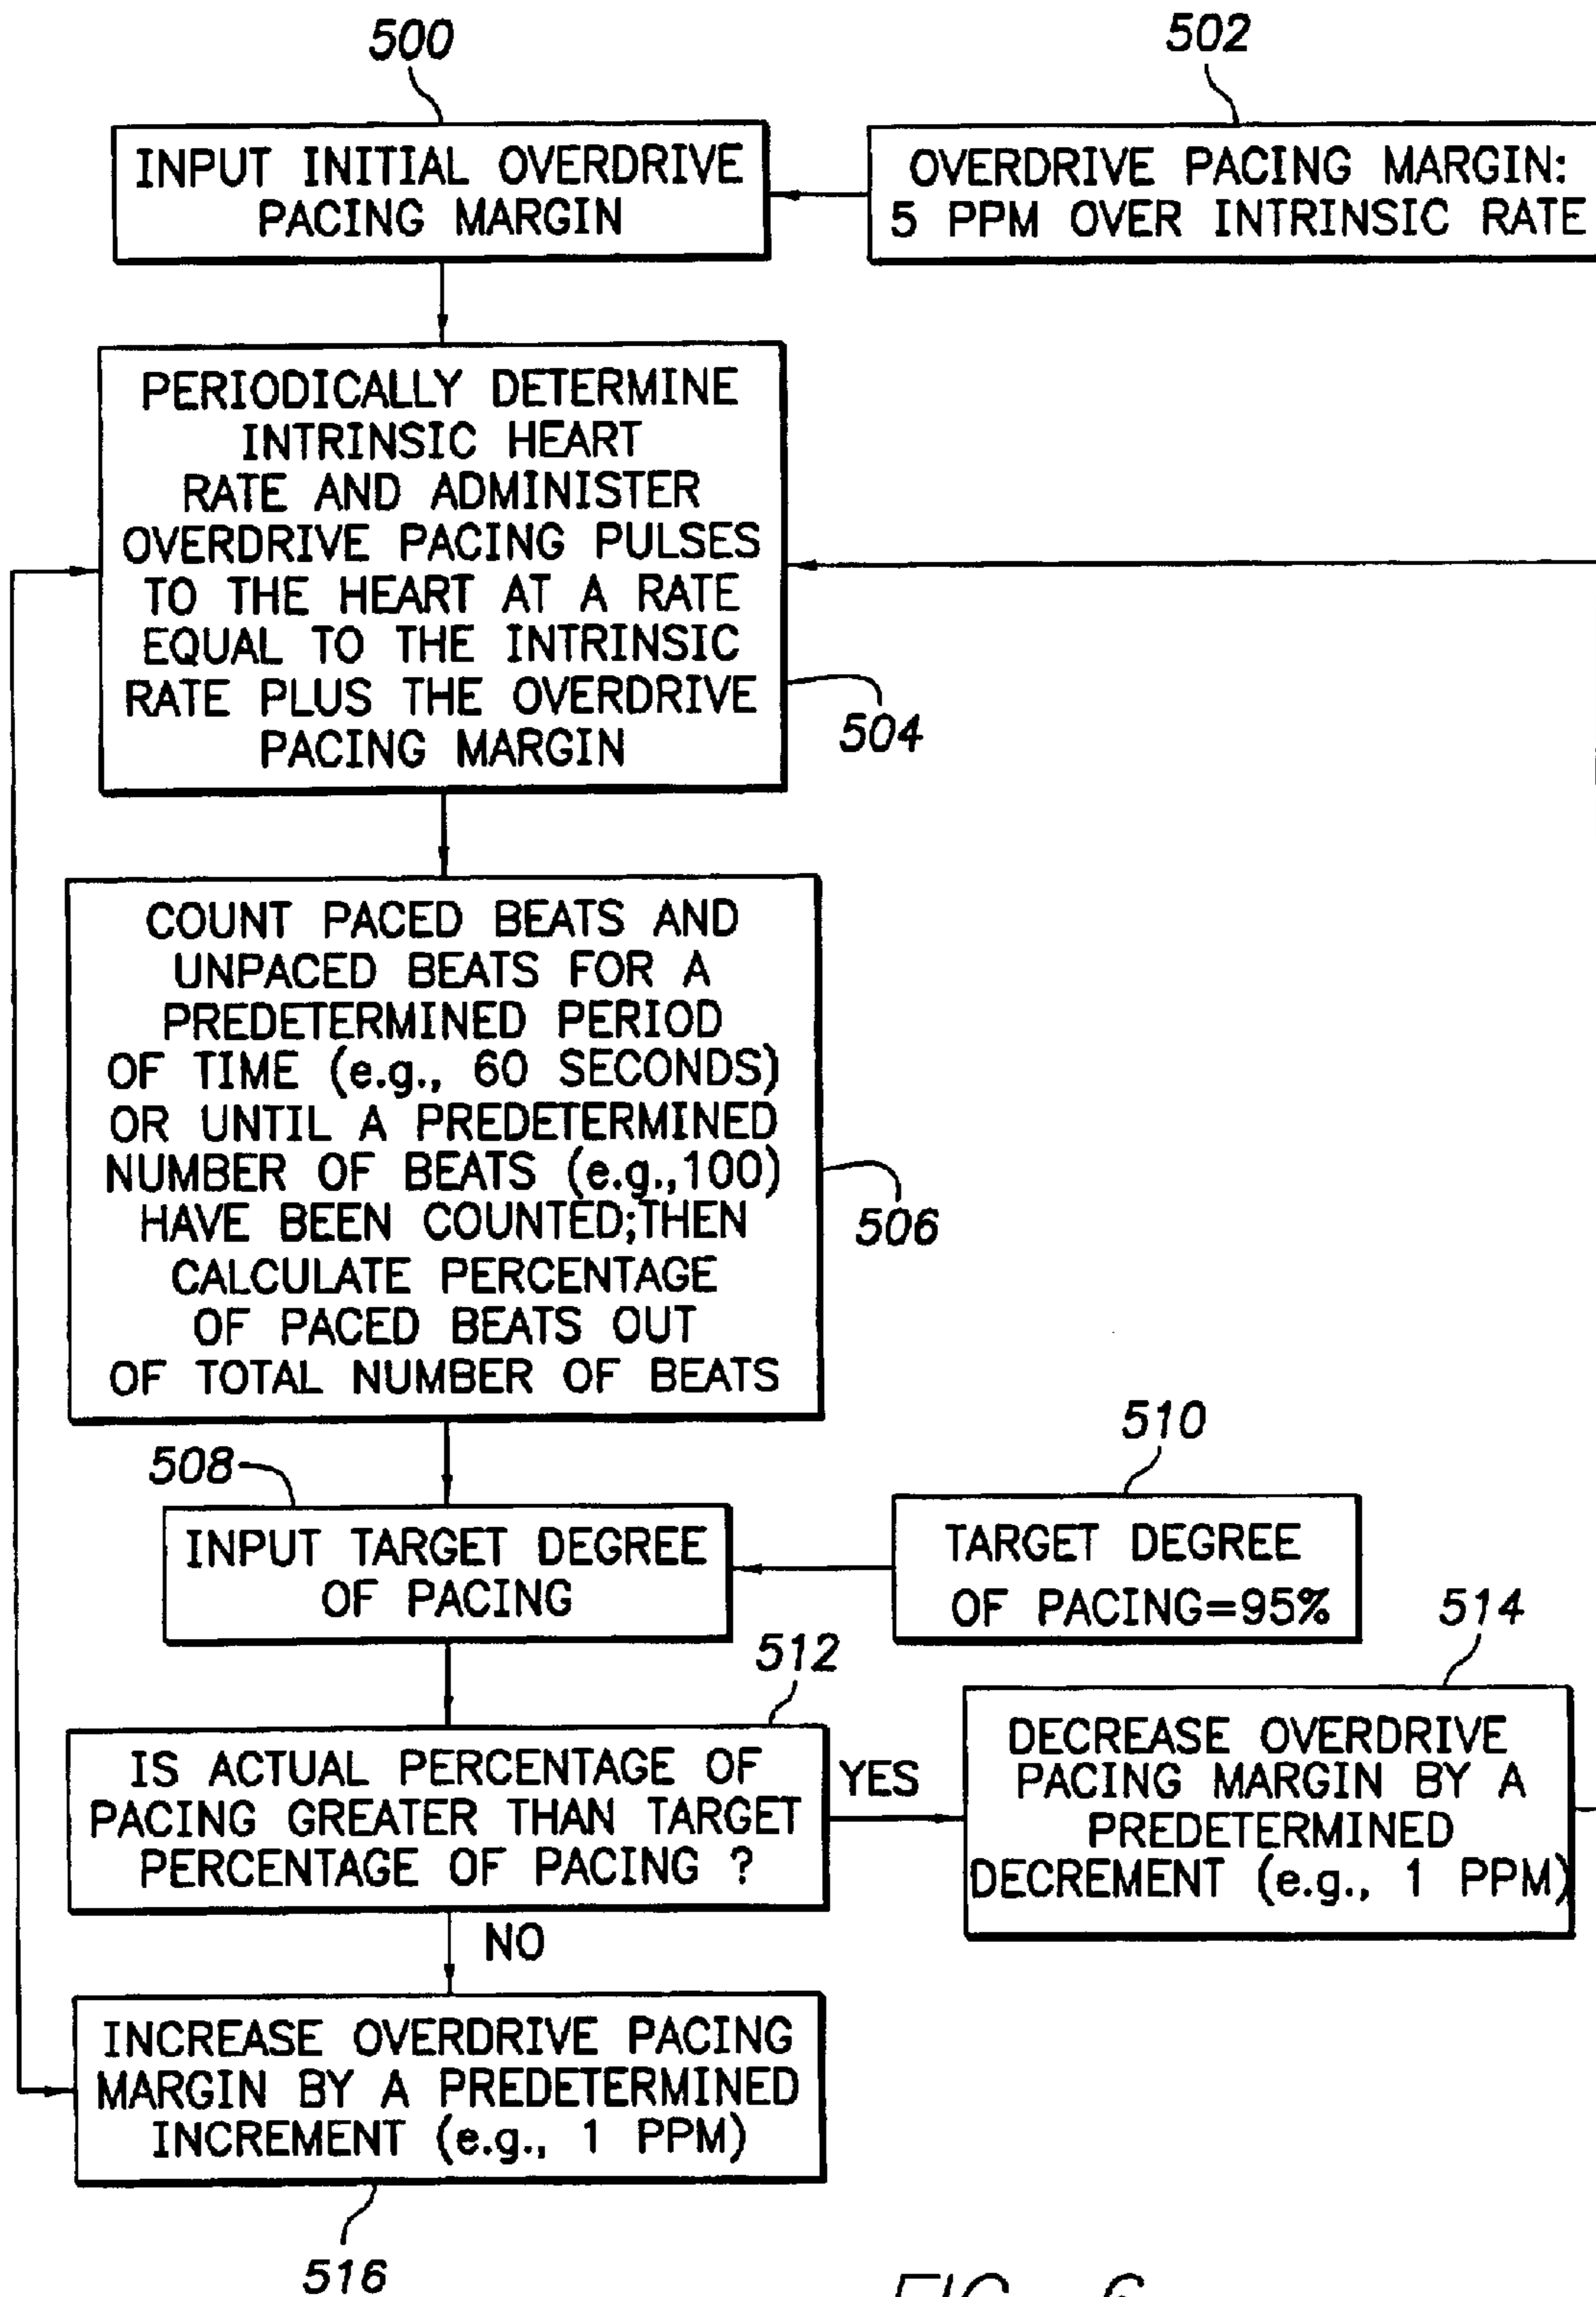 500
502
INPUT INITIAL OVERDRIVE
PACING MARGIN
OVERDRIVE PACING MARGIN:
5 PPM OVER INTRINSIC RATE
PERIODICALLY DETERMINE
INTRINSIC HEART
RATE AND ADMINISTER
OVERDRIVE PACING PULSES
TO THE HEART AT A RATE
EQUAL TO THE INTRINSIC
RATE PLUS THE OVERDRIVE
PACING MARGIN
504
COUNT PACED BEATS AND
UNPACED BEATS FOR A
PREDETERMINED PERIOD
OF TIME (e.g., 60 SECONDS)
OR UNTIL A PREDETERMINED
NUMBER OF BEATS (e.g.,100)
HAVE BEEN COUNTED;THEN
CALCULATE PERCENTAGE
OF PACED BEATS OUT
OF TOTAL NUMBER OF BEATS
506
508
510
INPUT TARGET DEGREE
OF PACING
TARGET DEGREE
OF PACING=95%
512
514
IS ACTUAL PERCENTAGE OF
PACING GREATER THAN TARGET
PERCENTAGE OF PACING ?
YES
DECREASE OVERDRIVE
PACING MARGIN BY A
PREDETERMINED
DECREMENT (e.g., 1 PPM)
NO
INCREASE OVERDRIVE PACING
MARGIN BY A PREDETERMINED
INCREMENT (e.g., 1 PPM)
516